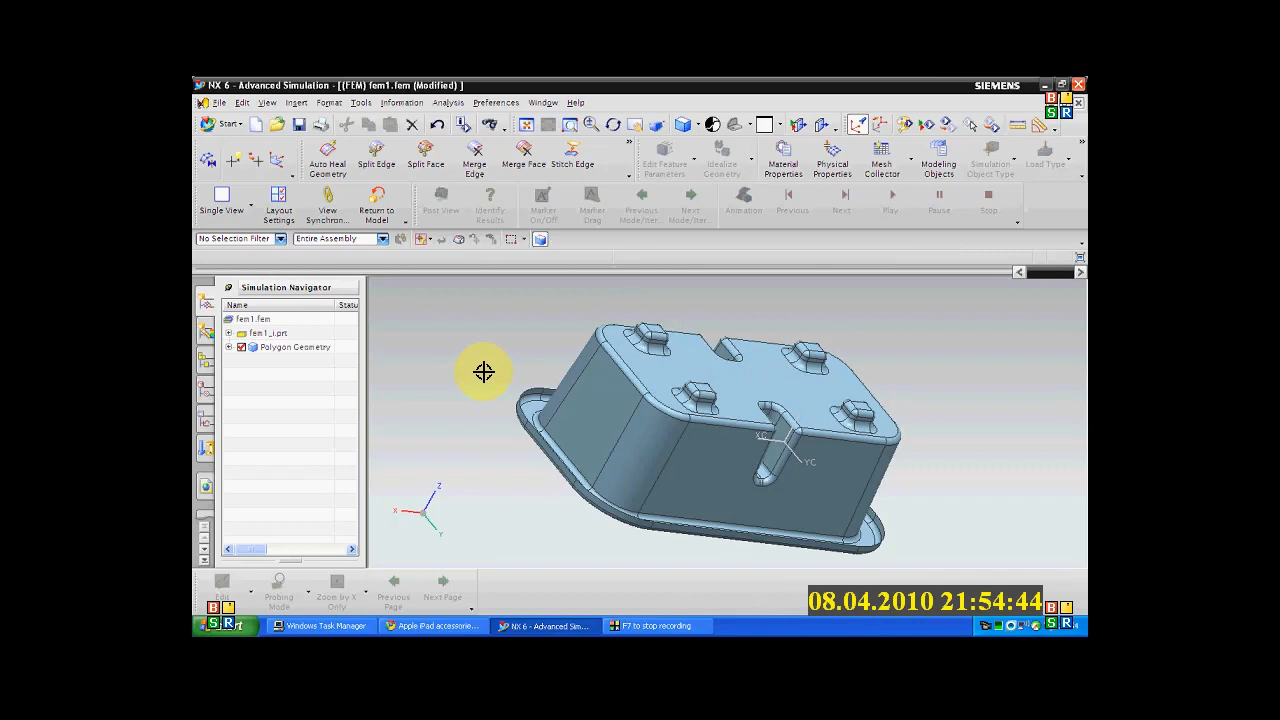 NX 6 - Advanced Simulation - [(FEM) fem1.fem (Modified) ]
SIEMENS
File Edit View Insert Format Tools Information Analysis Preferences Window Help
B
S R
Start
Auto Heal Geometry
Split Edge
Split Face
Merge Edge
Merge Face
Stitch Edge
Edit Feature Parameters
Idealize Geometry
Material Properties
Physical Properties
Mesh Collector
Modeling Objects
Simulation Object Type
Load Type
Single View
Layout Settings
View Synchron...
Return to Model
Post View
Identify Results
Marker On/Off
Marker Drag
Previous Mode/Iter...
Next Mode/Iter...
Animation
Previous
Next
Play
Pause
Stop
No Selection Filter
Entire Assembly
Simulation Navigator
Name
Statu
fem1.fem
fem1_i.prt
Polygon Geometry
XC
YC
Z
X
Y
Edit
Probing Mode
Zoom by X Only
Previous Page
Next Page
08.04.2010 21:54:44
B
S R
B
S R
Windows Task Manager
Apple iPad accessorie...
NX 6 - Advanced Sim...
F7 to stop recording